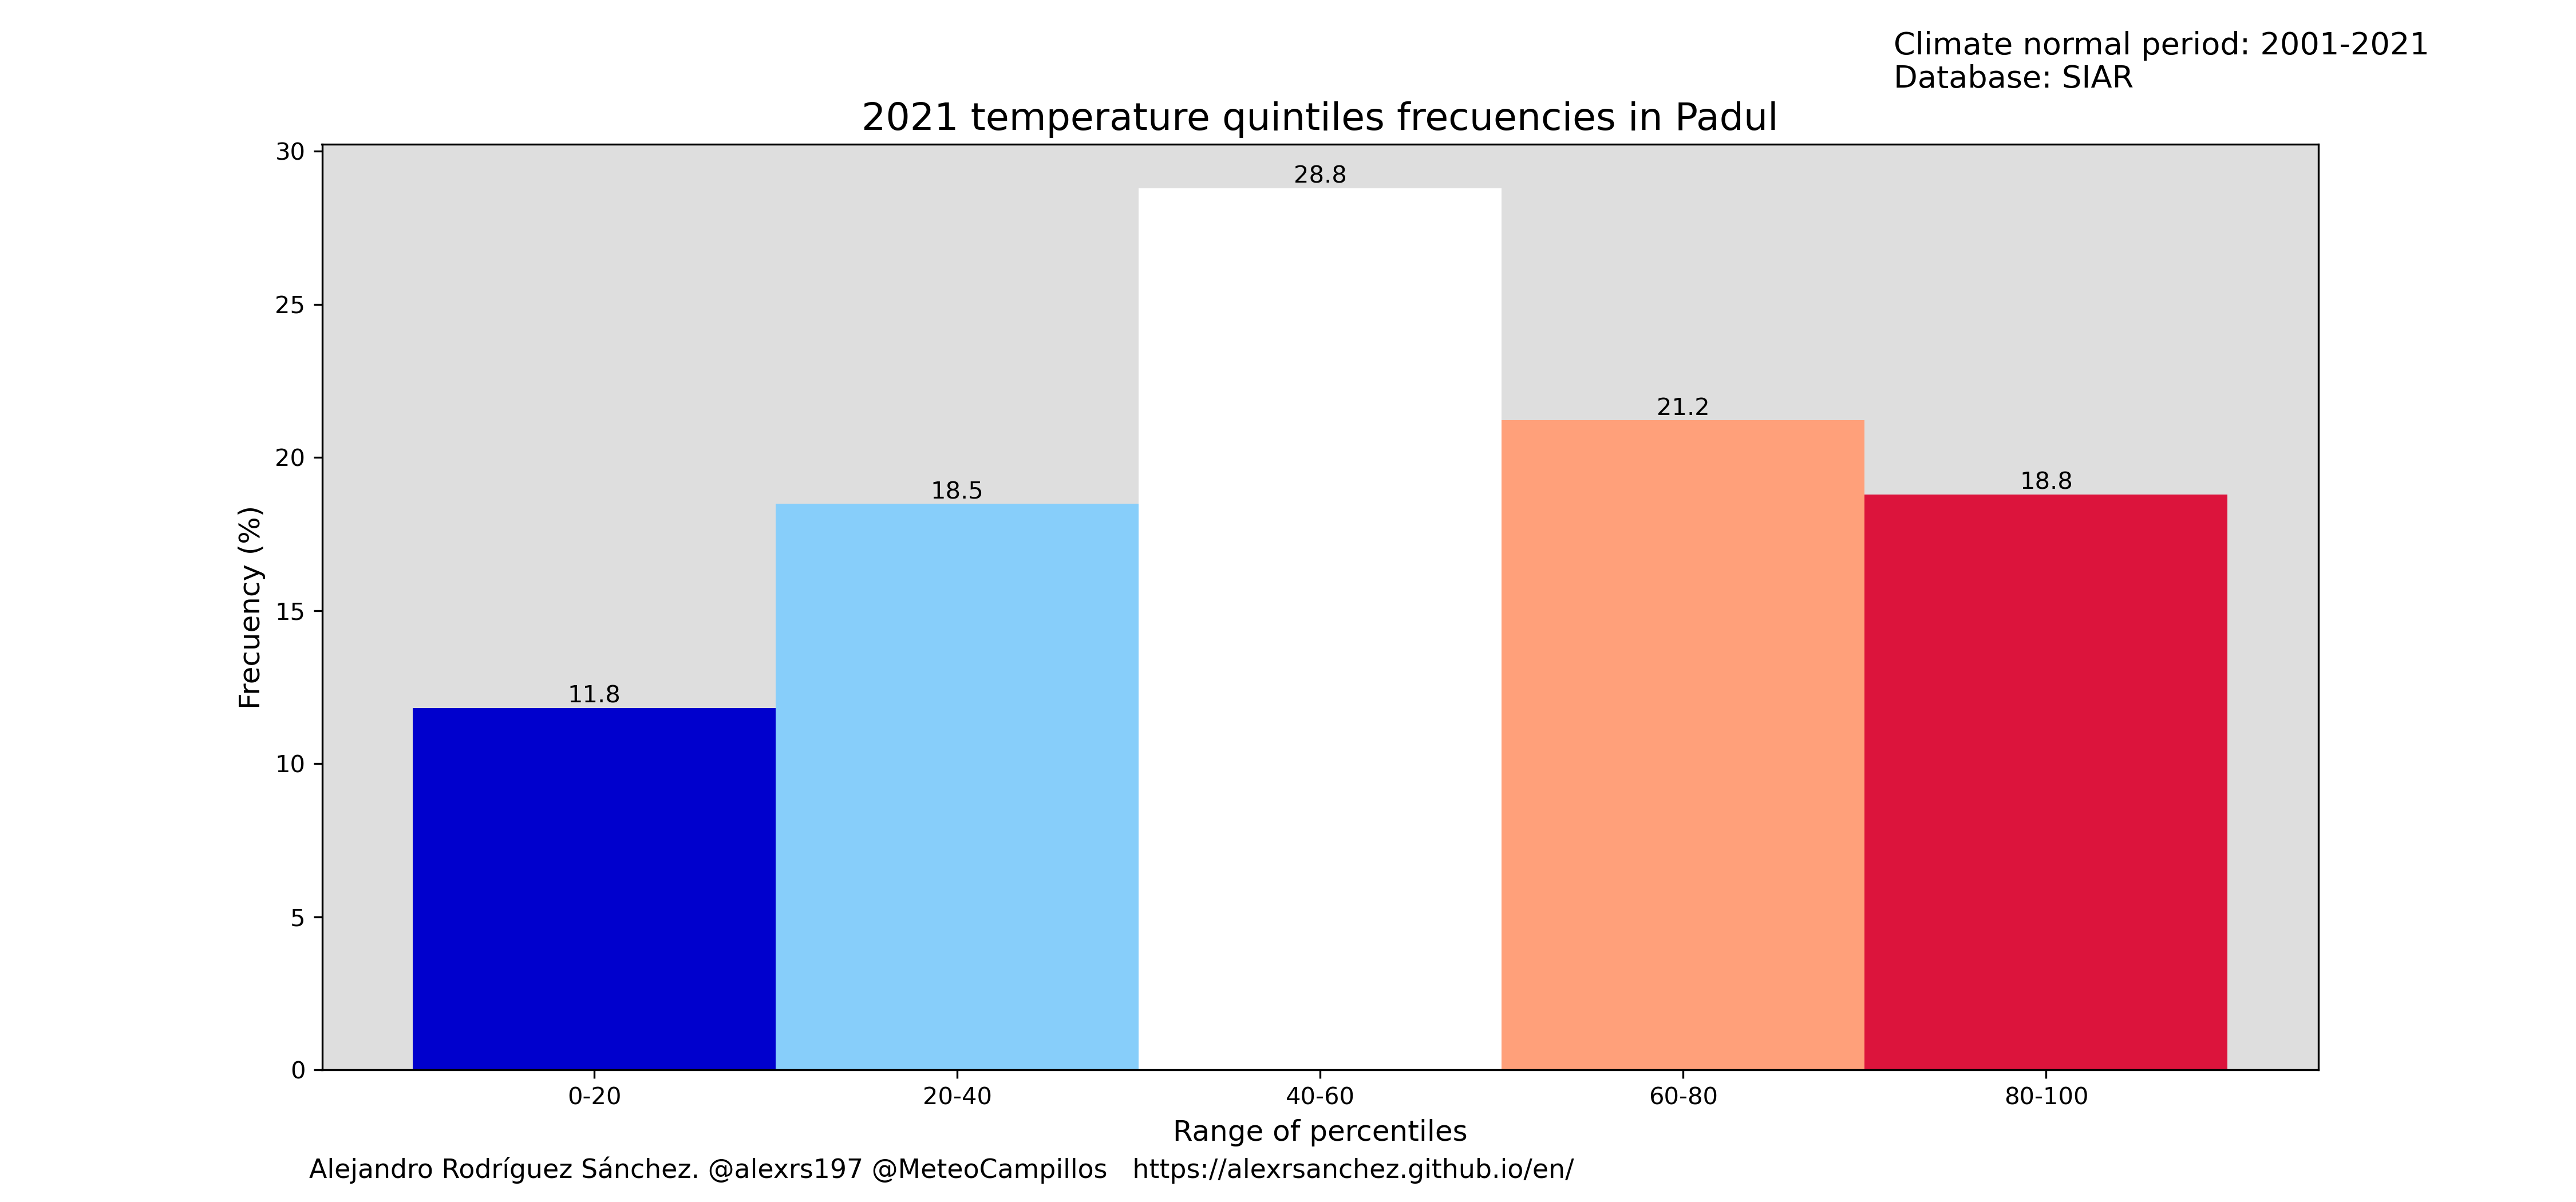 Climate normal period: 2001-2021
Database: SIAR
2021 temperature quintiles frecuencies in Padul
30
25
20
15
10
5
0
Frecuency (%)
11.8
18.5
28.8
21.2
18.8
0-20
20-40
40-60
60-80
80-100
Range of percentiles
Alejandro Rodríguez Sánchez. @alexrs197 @MeteoCampillos   https://alexrsanchez.github.io/en/